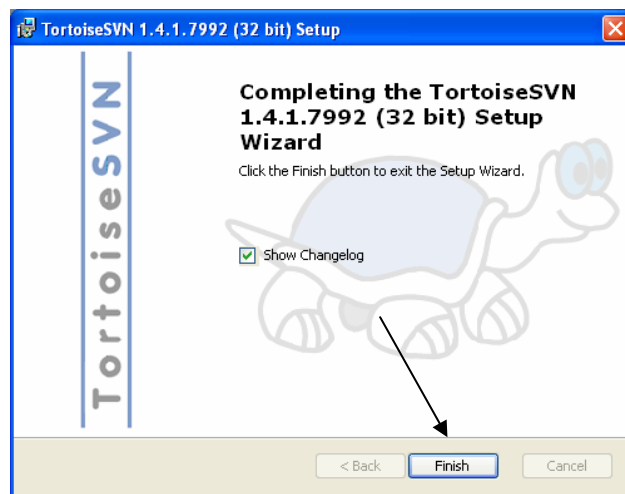 TortoiseSVN 1.4.1.7992 (32 bit) Setup
TortoiseSVN
Completing the TortoiseSVN
1.4.1.7992 (32 bit) Setup
Wizard
Click the Finish button to exit the Setup Wizard.
Show Changelog
< Back
Finish
Cancel